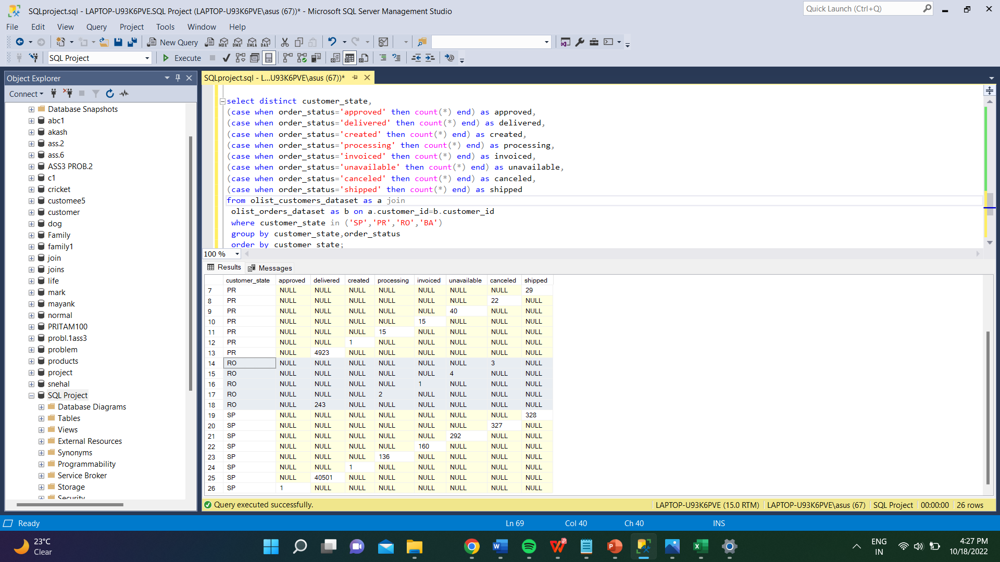 SQLproject.sql - LAPTOP-U93K6PVE.SQL Project (LAPTOP-U93K6PVE\asus (67))* - Microsoft SQL Server Management Studio
Quick Launch (Ctrl+Q)
File Edit View Query Project Tools Window Help
New Query MDX DMX XMLA DAX
SQL Project Execute
Object Explorer
Connect
Database Snapshots
abc1
akash
ass.2
ass.6
ASS3 PROB.2
c1
cricket
customee5
customer
dog
Family
family1
join
joins
life
mark
mayank
normal
PRITAM100
probl.1ass3
problem
products
project
snehal
SQL Project
Database Diagrams
Tables
Views
External Resources
Synonyms
Programmability
Service Broker
Storage
Security
SQLproject.sql - L...U93K6PVE\asus (67))*
select distinct customer_state,
(case when order_status='approved' then count(*) end) as approved,
(case when order_status='delivered' then count(*) end) as delivered,
(case when order_status='created' then count(*) end) as created,
(case when order_status='processing' then count(*) end) as processing,
(case when order_status='invoiced' then count(*) end) as invoiced,
(case when order_status='unavailable' then count(*) end) as unavailable,
(case when order_status='canceled' then count(*) end) as canceled,
(case when order_status='shipped' then count(*) end) as shipped
from olist_customers_dataset as a join
olist_orders_dataset as b on a.customer_id=b.customer_id
where customer_state in ('SP','PR','RO','BA')
group by customer_state,order_status
order by customer_state;
100 %
Results Messages
customer_state approved delivered created processing invoiced unavailable canceled shipped
7 PR NULL NULL NULL NULL NULL NULL NULL 29
8 PR NULL NULL NULL NULL NULL NULL 22 NULL
9 PR NULL NULL NULL NULL NULL 40 NULL NULL
10 PR NULL NULL NULL NULL 15 NULL NULL NULL
11 PR NULL NULL NULL 15 NULL NULL NULL NULL
12 PR NULL NULL 1 NULL NULL NULL NULL NULL
13 PR NULL 4923 NULL NULL NULL NULL NULL NULL
14 RO NULL NULL NULL NULL NULL NULL 3 NULL
15 RO NULL NULL NULL NULL NULL 4 NULL NULL
16 RO NULL NULL NULL NULL 1 NULL NULL NULL
17 RO NULL NULL NULL 2 NULL NULL NULL NULL
18 RO NULL 243 NULL NULL NULL NULL NULL NULL
19 SP NULL NULL NULL NULL NULL NULL NULL 328
20 SP NULL NULL NULL NULL NULL NULL 327 NULL
21 SP NULL NULL NULL NULL NULL 292 NULL NULL
22 SP NULL NULL NULL NULL 160 NULL NULL NULL
23 SP NULL NULL NULL 136 NULL NULL NULL NULL
24 SP NULL NULL 1 NULL NULL NULL NULL NULL
25 SP NULL 40501 NULL NULL NULL NULL NULL NULL
26 SP 1 NULL NULL NULL NULL NULL NULL NULL
Query executed successfully. LAPTOP-U93K6PVE (15.0 RTM) LAPTOP-U93K6PVE\asus (67) SQL Project 00:00:00 26 rows
Ready Ln 69 Col 40 Ch 40 INS
23°C
Clear
ENG
IN
4:27 PM
10/18/2022